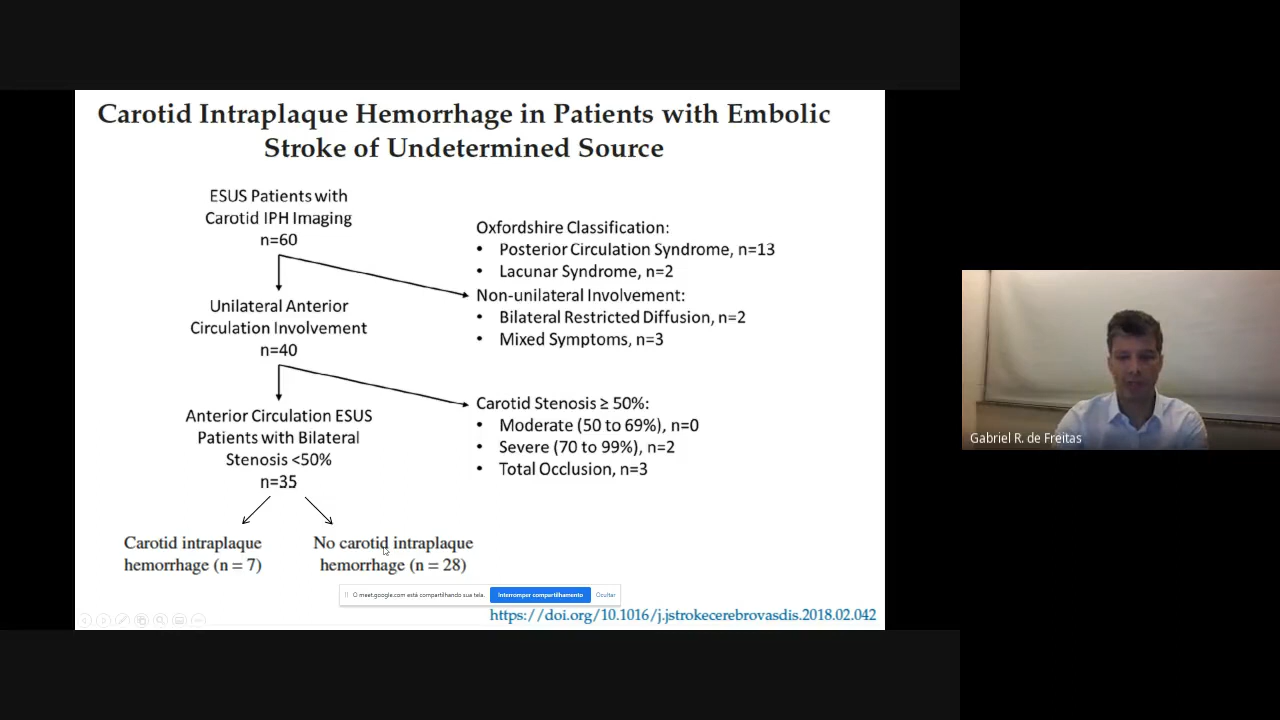 Carotid Intraplaque Hemorrhage in Patients with Embolic
Stroke of Undetermined Source
ESUS Patients with
Carotid IPH Imaging
n=60
Oxfordshire Classification:
• Posterior Circulation Syndrome, n=13
• Lacunar Syndrome, n=2
Non-unilateral Involvement:
• Bilateral Restricted Diffusion, n=2
• Mixed Symptoms, n=3
Unilateral Anterior
Circulation Involvement
n=40
Carotid Stenosis ≥ 50%:
• Moderate (50 to 69%), n=0
• Severe (70 to 99%), n=2
• Total Occlusion, n=3
Anterior Circulation ESUS
Patients with Bilateral
Stenosis <50%
n=35
Carotid intraplaque
hemorrhage (n = 7)
No carotid intraplaque
hemorrhage (n = 28)
O meet.google.com está compartilhando sua tela.
Interromper compartilhamento
Ocultar
https://doi.org/10.1016/j.jstrokecerebrovasdis.2018.02.042
Gabriel R. de Freitas